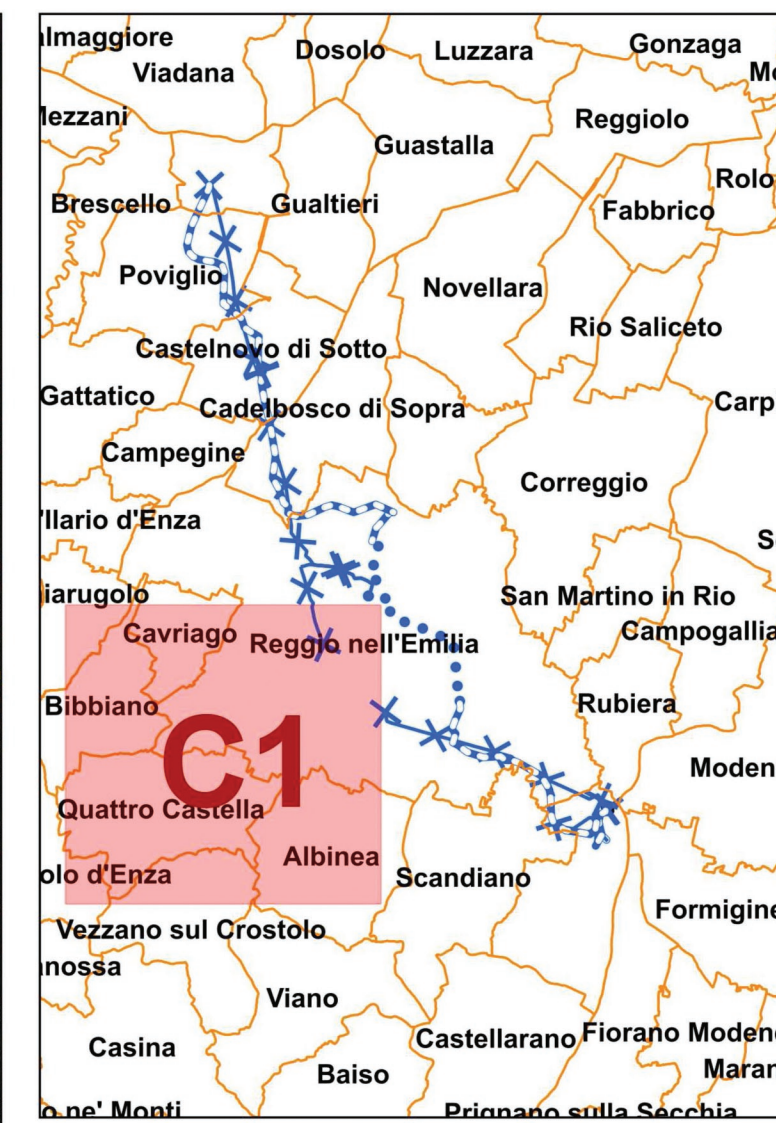 lmaggiore
Dosolo
Luzzara
Gonzaga
Viadana
Mezzani
Reggiolo
Guastalla
Rolo
Brescello
Gualtieri
Fabbrico
Poviglio
Novellara
Rio Saliceto
Castelnovo di Sotto
Gattatico
Cadelbosco di Sopra
Carp
Campegine
Correggio
'Ilario d'Enza
iarugolo
San Martino in Rio
Cavriago
Reggio nell'Emilia
Campogallia
Bibbiano
Rubiera
C1
Moden
Quattro Castella
Albinea
olo d'Enza
Scandiano
Formigine
Vezzano sul Crostolo
nossa
Viano
Casina
Castellarano
Fiorano Moden
Maran
Baiso
o ne' Monti
Prignano sulla Secchia